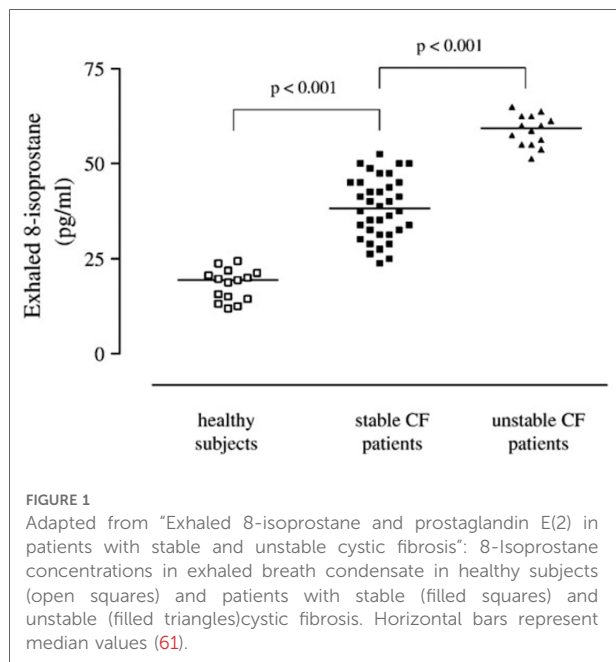 p < 0.001
p < 0.001
75
50
25
0
Exhaled 8-isoprostane
(pg/ml)
healthy
subjects
stable CF
patients
unstable CF
patients
FIGURE 1
Adapted from “Exhaled 8-isoprostane and prostaglandin E(2) in
patients with stable and unstable cystic fibrosis”: 8-Isoprostane
concentrations in exhaled breath condensate in healthy subjects
(open squares) and patients with stable (filled squares) and
unstable (filled triangles)cystic fibrosis. Horizontal bars represent
median values (61).